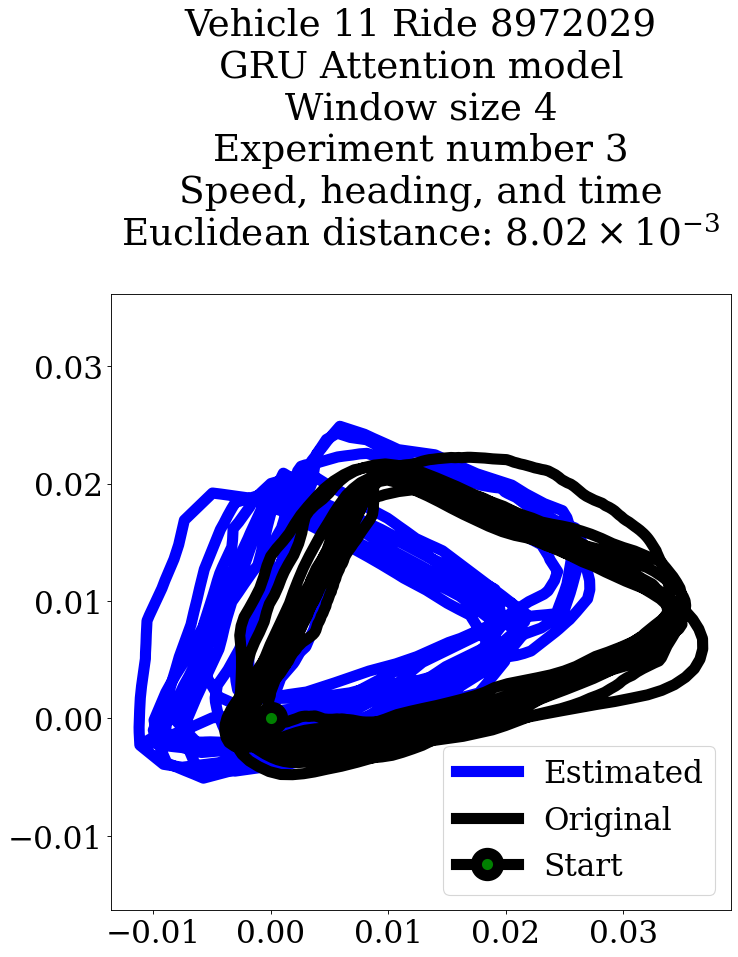 Vehicle 11 Ride 8972029
GRU Attention model
Window size 4
Experiment number 3
Speed, heading, and time
Euclidean distance: 8.02 × 10⁻³
0.03
0.02
0.01
0.00
−0.01
Estimated
Original
Start
−0.01 0.00 0.01 0.02 0.03